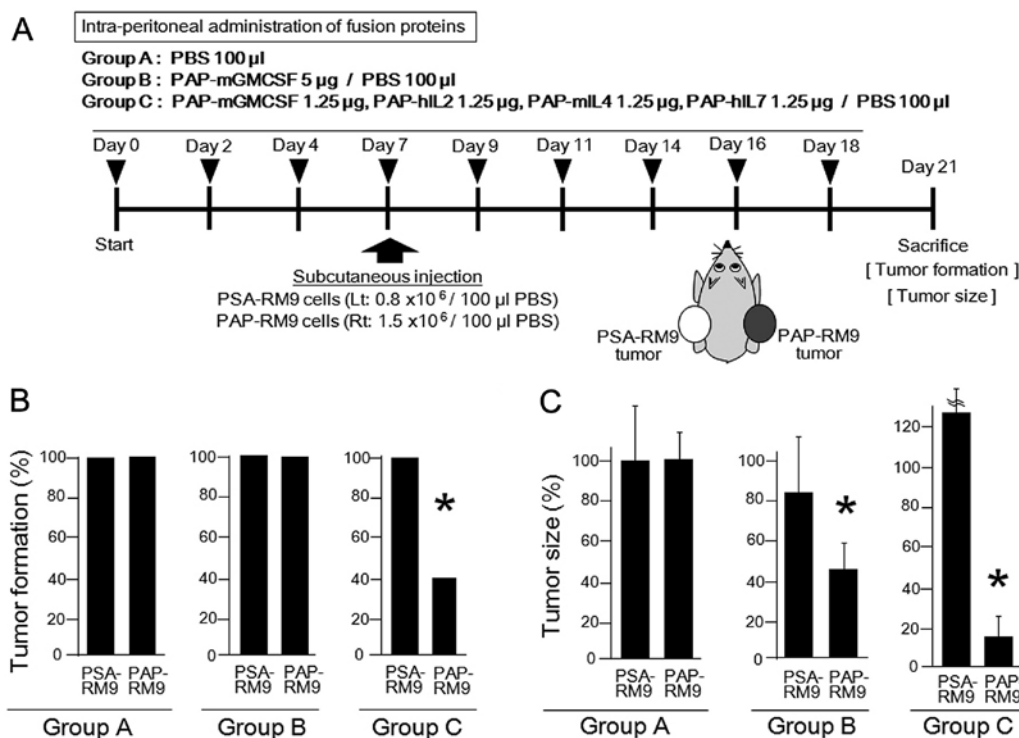 A
Intra-peritoneal administration of fusion proteins
Group A : PBS 100 µl
Group B : PAP-mGMCSF 5 µg / PBS 100 µl
Group C : PAP-mGMCSF 1.25 µg, PAP-hIL2 1.25 µg, PAP-mIL4 1.25 µg, PAP-hIL7 1.25 µg / PBS 100 µl
Day 0 Day 2 Day 4 Day 7 Day 9 Day 11 Day 14 Day 16 Day 18 Day 21
Start
Subcutaneous injection
PSA-RM9 cells (Lt: 0.8 x10⁶ / 100 µl PBS)
PAP-RM9 cells (Rt: 1.5 x10⁶ / 100 µl PBS)
PSA-RM9
tumor
PAP-RM9
tumor
Sacrifice
[ Tumor formation ]
[ Tumor size ]
B
Tumor formation (%)
100
80
60
40
20
0
PSA-
RM9
PAP-
RM9
Group A
100
80
60
40
20
0
PSA-
RM9
PAP-
RM9
Group B
100
80
60
40
20
0
*
PSA-
RM9
PAP-
RM9
Group C
C
Tumor size (%)
100
80
60
40
20
0
PSA-
RM9
PAP-
RM9
Group A
100
80
60
40
20
0
*
PSA-
RM9
PAP-
RM9
Group B
120
100
80
60
40
20
0
*
PSA-
RM9
PAP-
RM9
Group C